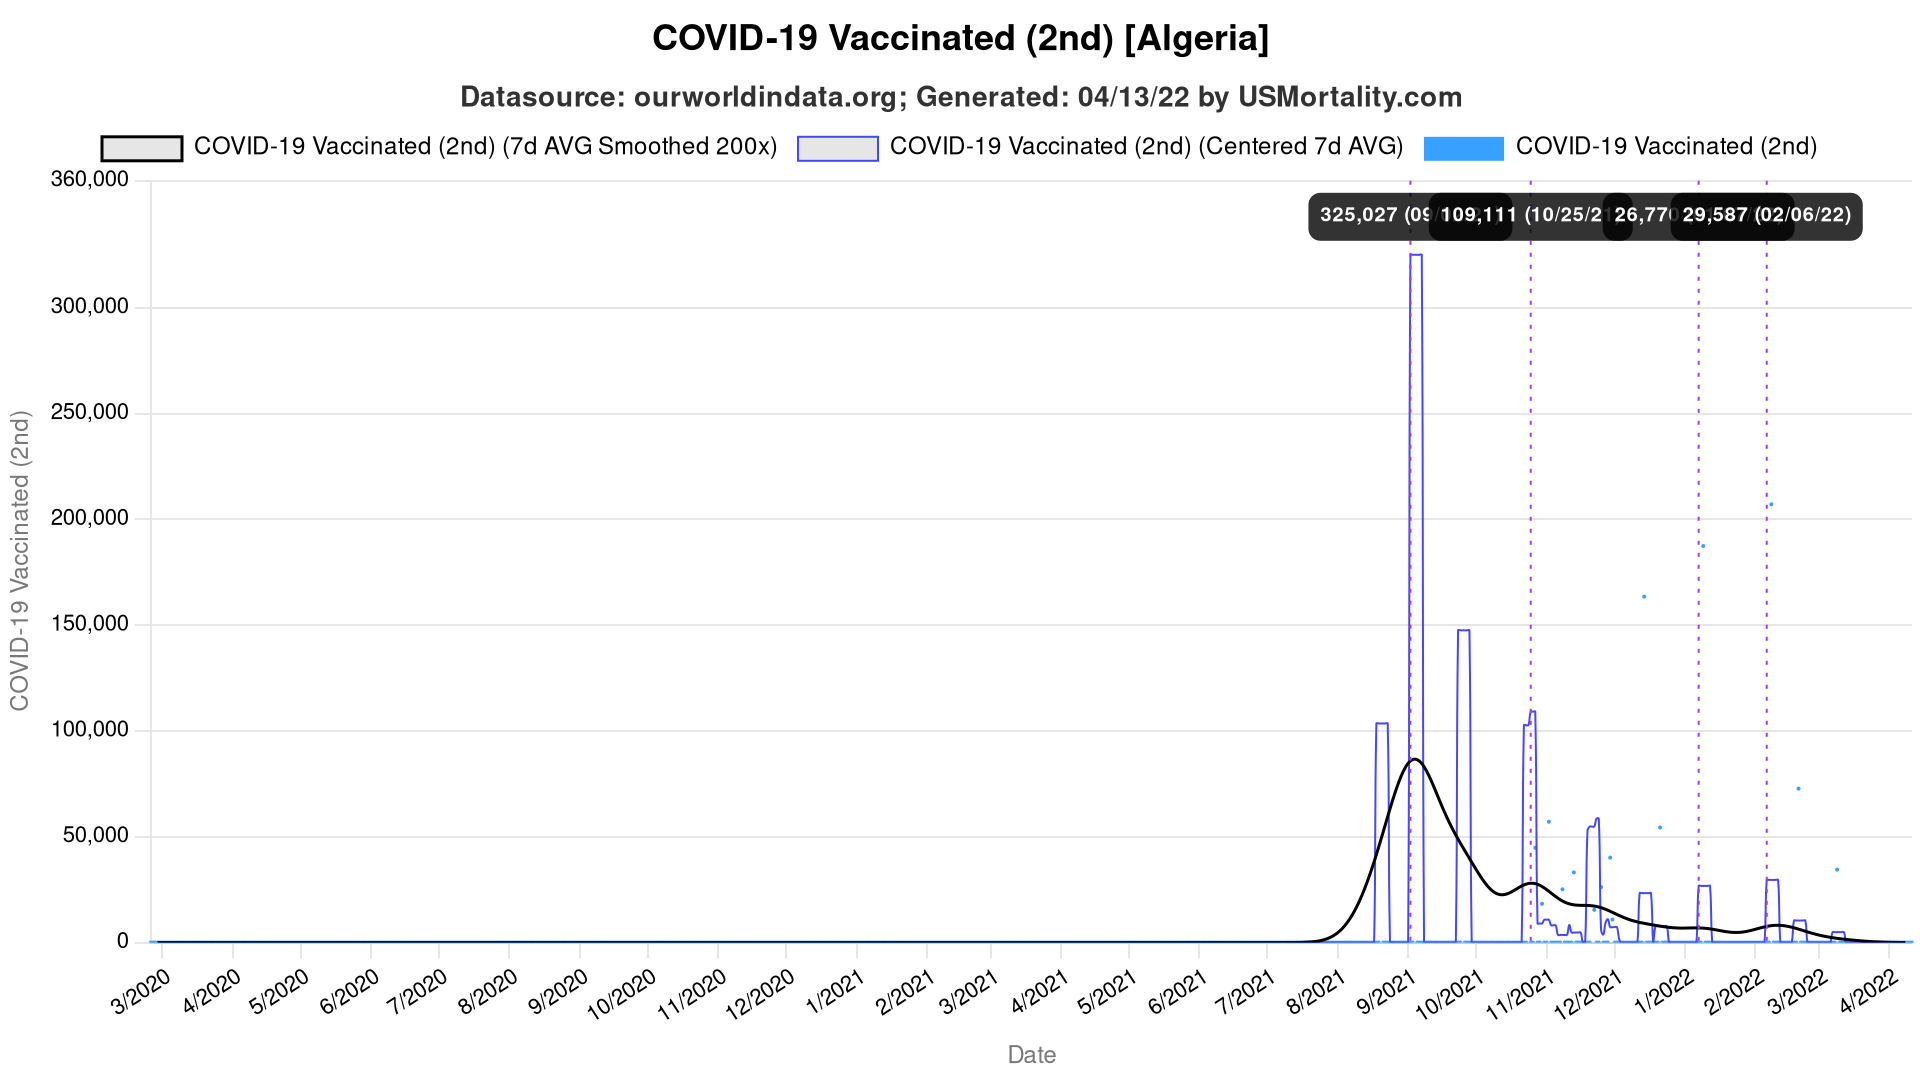 COVID-19 Vaccinated (2nd) [Algeria]
Datasource: ourworldindata.org; Generated: 04/13/22 by USMortality.com
COVID-19 Vaccinated (2nd) (7d AVG Smoothed 200x) COVID-19 Vaccinated (2nd) (Centered 7d AVG) COVID-19 Vaccinated (2nd)
360,000
325,027 (09/ 109,111 (10/25/21) 26,770 29,587 (02/06/22)
300,000
250,000
200,000
150,000
100,000
50,000
0
COVID-19 Vaccinated (2nd)
3/2020 4/2020 5/2020 6/2020 7/2020 8/2020 9/2020 10/2020 11/2020 12/2020 1/2021 2/2021 3/2021 4/2021 5/2021 6/2021 7/2021 8/2021 9/2021 10/2021 11/2021 12/2021 1/2022 2/2022 3/2022 4/2022
Date